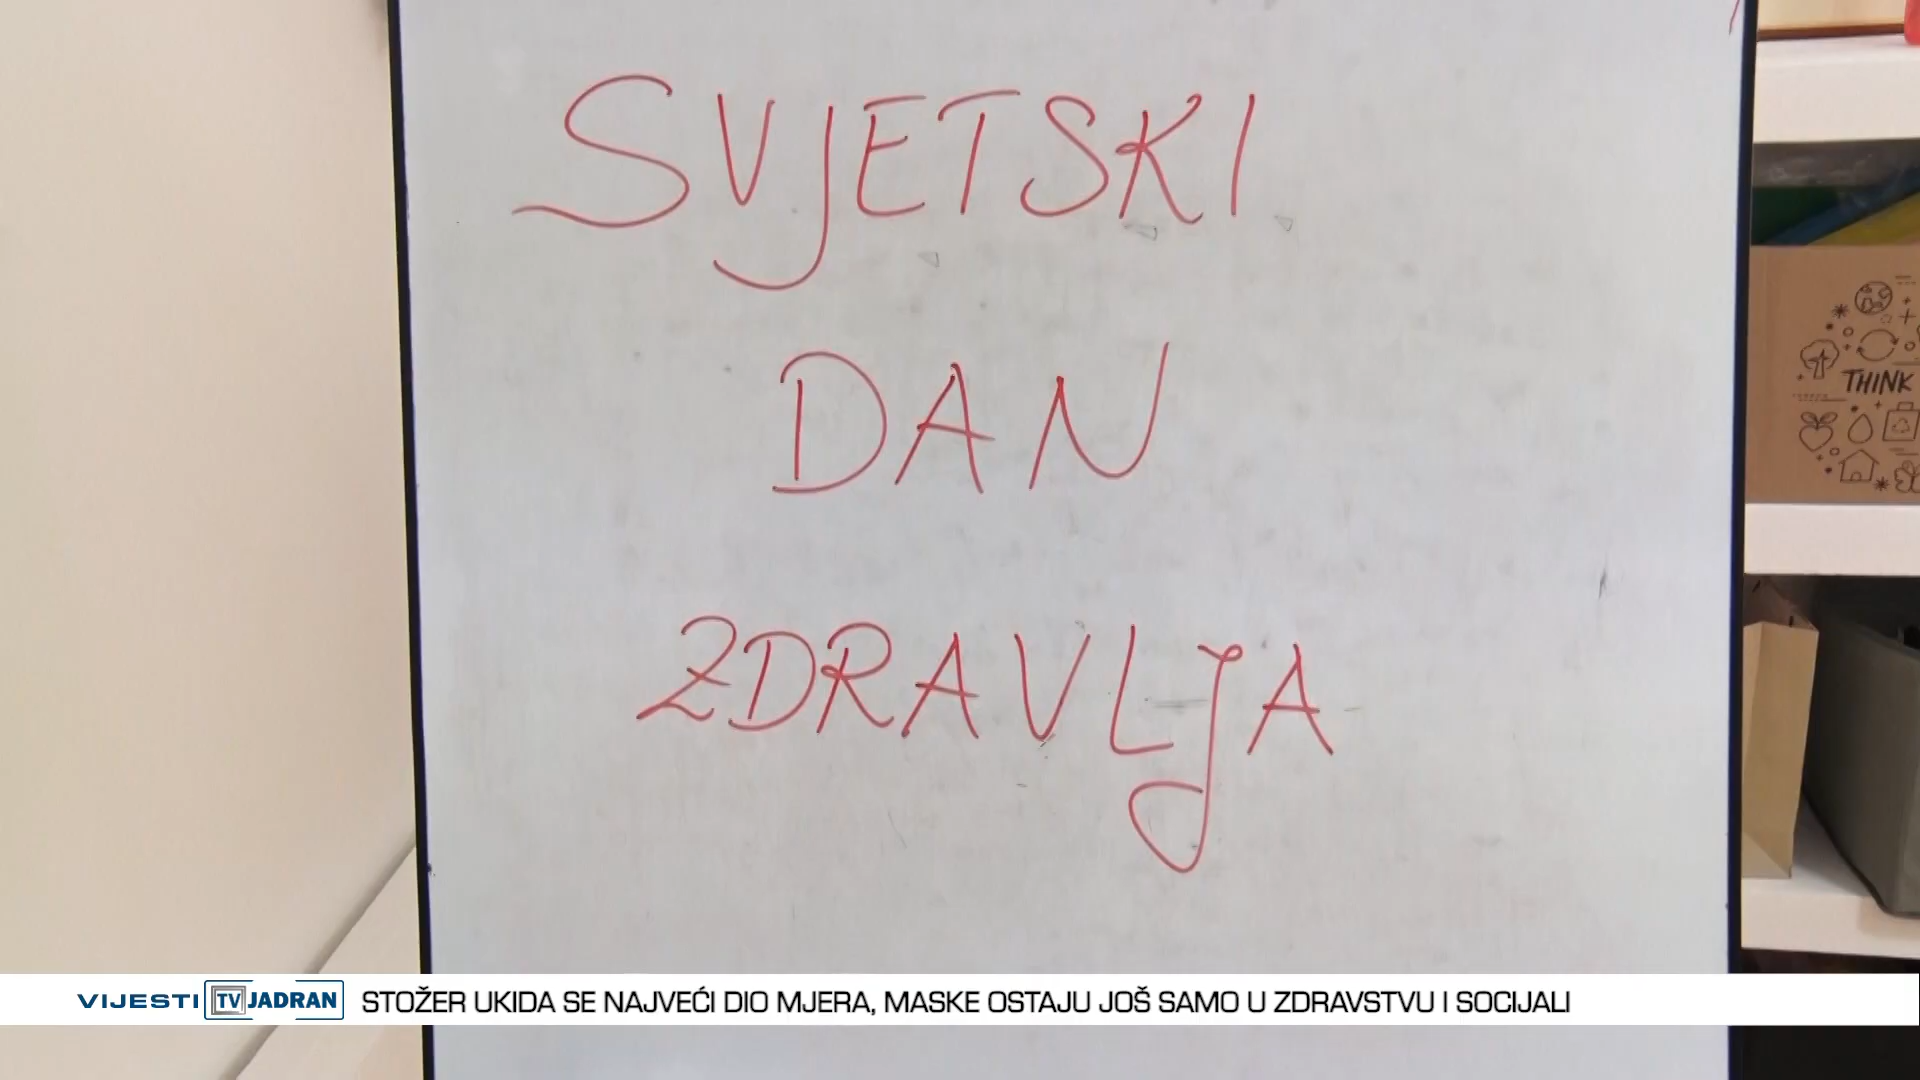 SVJETSKI
DAN
ZDRAVLJA
THINK
VIJESTI TV JADRAN STOŽER UKIDA SE NAJVEĆI DIO MJERA, MASKE OSTAJU JOŠ SAMO U ZDRAVSTVU I SOCIJALI